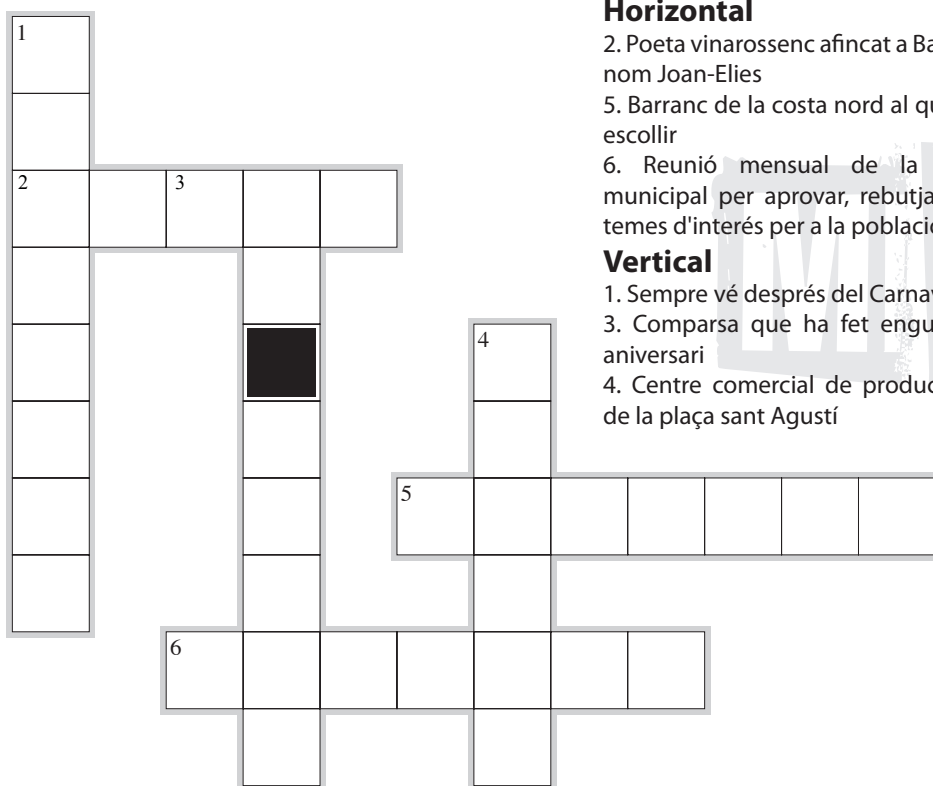 1
2
3
4
5
6
Horizontal
2. Poeta vinarossenc afincat a Ba
nom Joan-Elies
5. Barranc de la costa nord al qu
escollir
6. Reunió mensual de la
municipal per aprovar, rebutja
temes d'interés per a la població
Vertical
1. Sempre vé després del Carnav
3. Comparsa que ha fet engu
aniversari
4. Centre comercial de produc
de la plaça sant Agustí